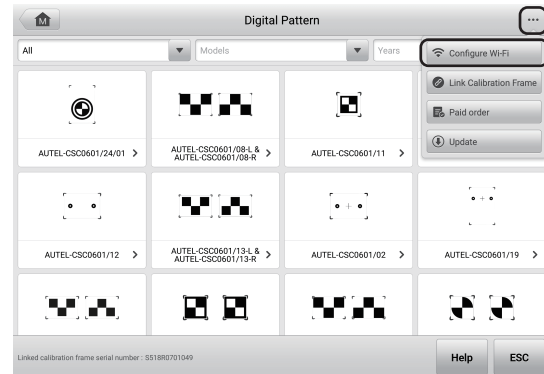 M
Digital Pattern
All
Models
Years
Configure Wi-Fi
Link Calibration Frame
Paid order
Update
AUTEL-CSC0601/24/01
AUTEL-CSC0601/08-L &
AUTEL-CSC0601/08-R
AUTEL-CSC0601/11
AUTEL-CSC0601/12
AUTEL-CSC0601/13-L &
AUTEL-CSC0601/13-R
AUTEL-CSC0601/02
AUTEL-CSC0601/19
Linked calibration frame serial number : S518R0701049
Help
ESC